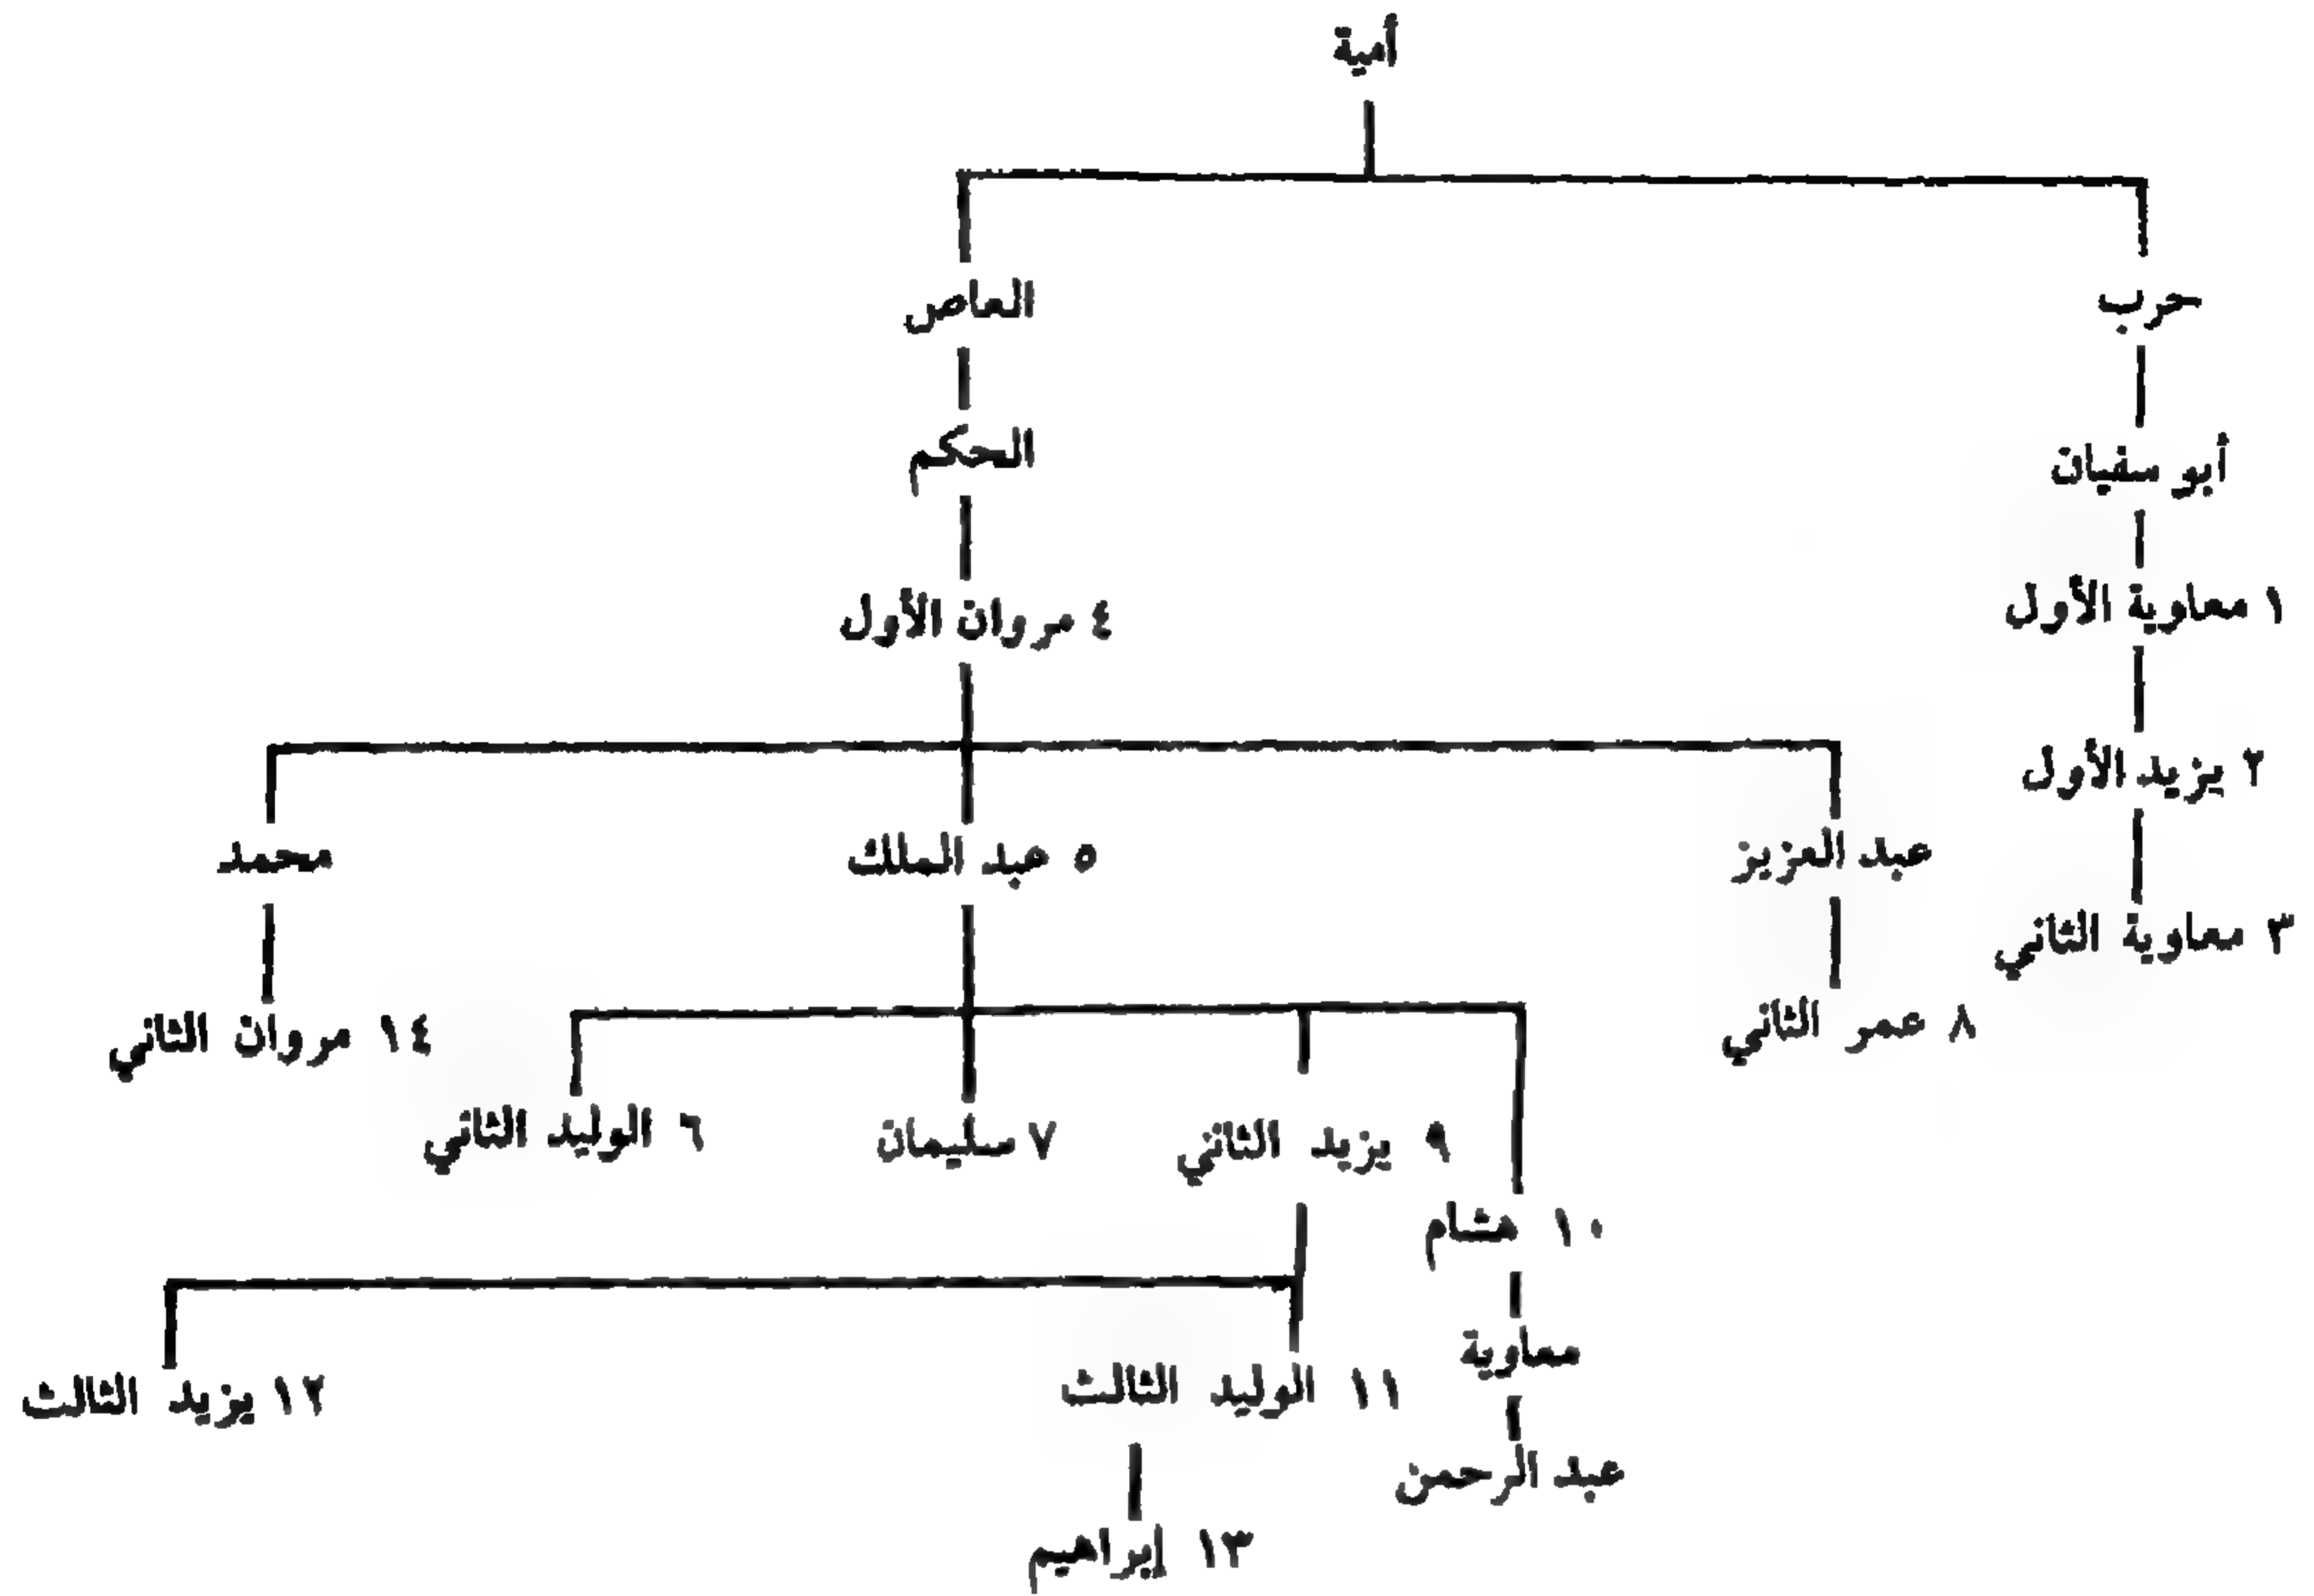 أمية
حرب
العاص
أبو سفيان
الحكم
١ معاوية الأول
٤ مروان الأول
٢ يزيد الأول
عبد العزيز
٥ عبد الملك
محمد
٣ معاوية الثاني
٨ عمر الثاني
١٤ مروان الثاني
٩ يزيد الثاني
٧ سليمان
٦ الوليد الثاني
١٠ هشام
معاوية
١١ الوليد الثالث
١٢ يزيد الثالث
عبد الرحمن
١٣ إبراهيم